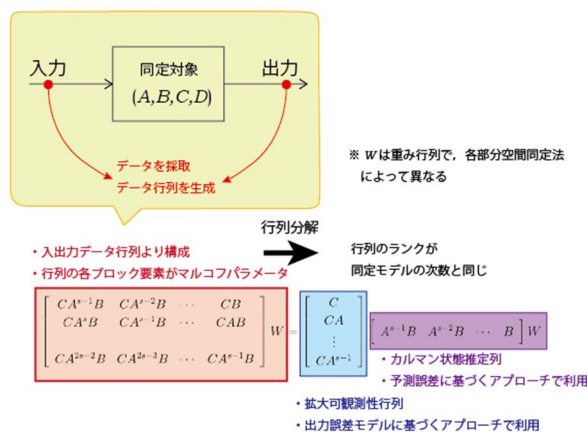 入力
同定対象
(A,B,C,D)
出力
データを採取
データ行列を生成
※ Wは重み行列で，各部分空間同定法
によって異なる
行列分解
・入出力データ行列より構成
・行列の各ブロック要素がマルコフパラメータ
行列のランクが
同定モデルの次数と同じ
CA^{s−1}B CA^{s−2}B ⋯ CB
CA^{s}B CA^{s−1}B ⋯ CAB
CA^{2s−2}B CA^{2s−3}B ⋯ CA^{s−1}B
W =
C
CA
⋮
CA^{s−1}
[ A^{s−1}B A^{s−2}B ⋯ B ] W
・カルマン状態推定列
・予測誤差に基づくアプローチで利用
・拡大可観測性行列
・出力誤差モデルに基づくアプローチで利用